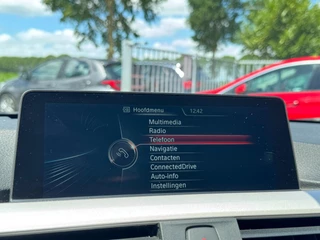 Hoofdmenu 12:42
Multimedia
Radio
Telefoon
Navigatie
Contacten
ConnectedDrive
Auto-info
Instellingen